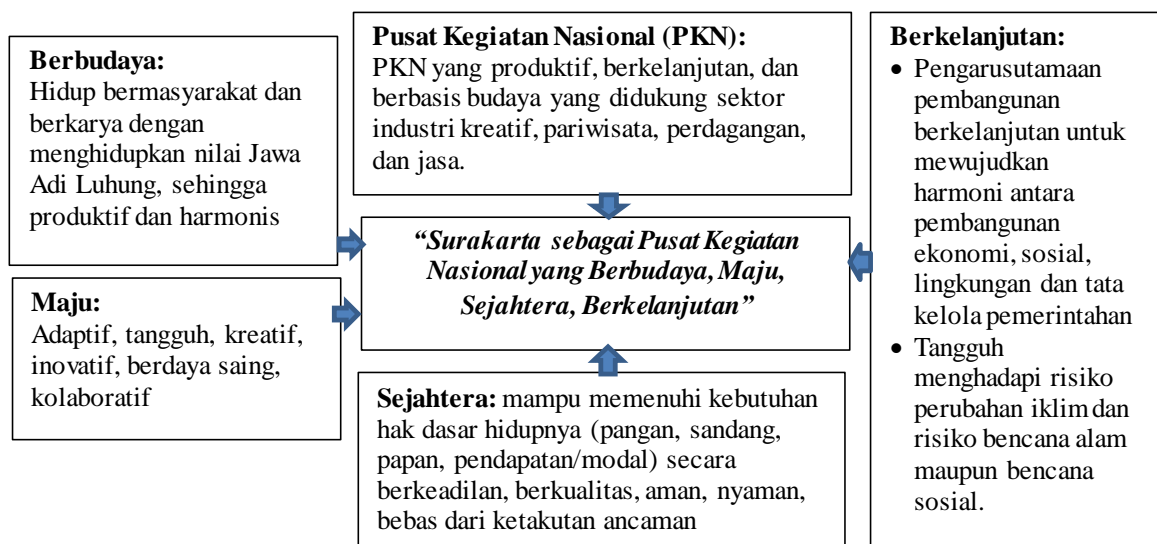 Berbudaya:
Hidup bermasyarakat dan
berkarya dengan
menghidupkan nilai Jawa
Adi Luhung, sehingga
produktif dan harmonis
Maju:
Adaptif, tangguh, kreatif,
inovatif, berdaya saing,
kolaboratif
Pusat Kegiatan Nasional (PKN):
PKN yang produktif, berkelanjutan, dan
berbasis budaya yang didukung sektor
industri kreatif, pariwisata, perdagangan,
dan jasa.
“Surakarta sebagai Pusat Kegiatan
Nasional yang Berbudaya, Maju,
Sejahtera, Berkelanjutan”
Sejahtera: mampu memenuhi kebutuhan
hak dasar hidupnya (pangan, sandang,
papan, pendapatan/modal) secara
berkeadilan, berkualitas, aman, nyaman,
bebas dari ketakutan ancaman
Berkelanjutan:
• Pengarusutamaan
pembangunan
berkelanjutan untuk
mewujudkan
harmoni antara
pembangunan
ekonomi, sosial,
lingkungan dan tata
kelola pemerintahan
• Tangguh
menghadapi risiko
perubahan iklim dan
risiko bencana alam
maupun bencana
sosial.